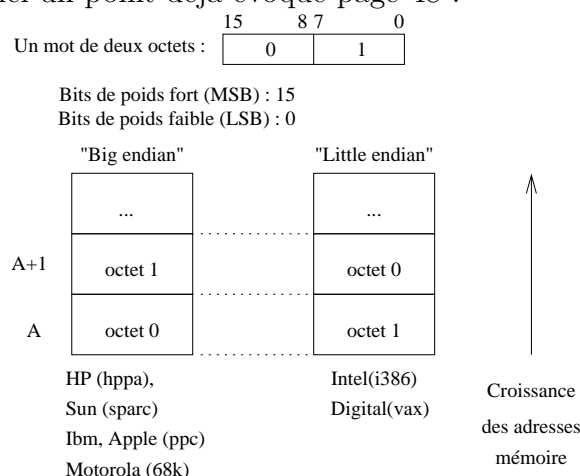 15 8 7 0
Un mot de deux octets : 0 1
Bits de poids fort (MSB) : 15
Bits de poids faible (LSB) : 0
"Big endian" "Little endian"
... ...
A+1 octet 1 octet 0
A octet 0 octet 1
HP (hppa), Intel(i386)
Sun (sparc) Digital(vax)
Ibm, Apple (ppc)
Motorola (68k)
Croissance
des adresses
mémoire